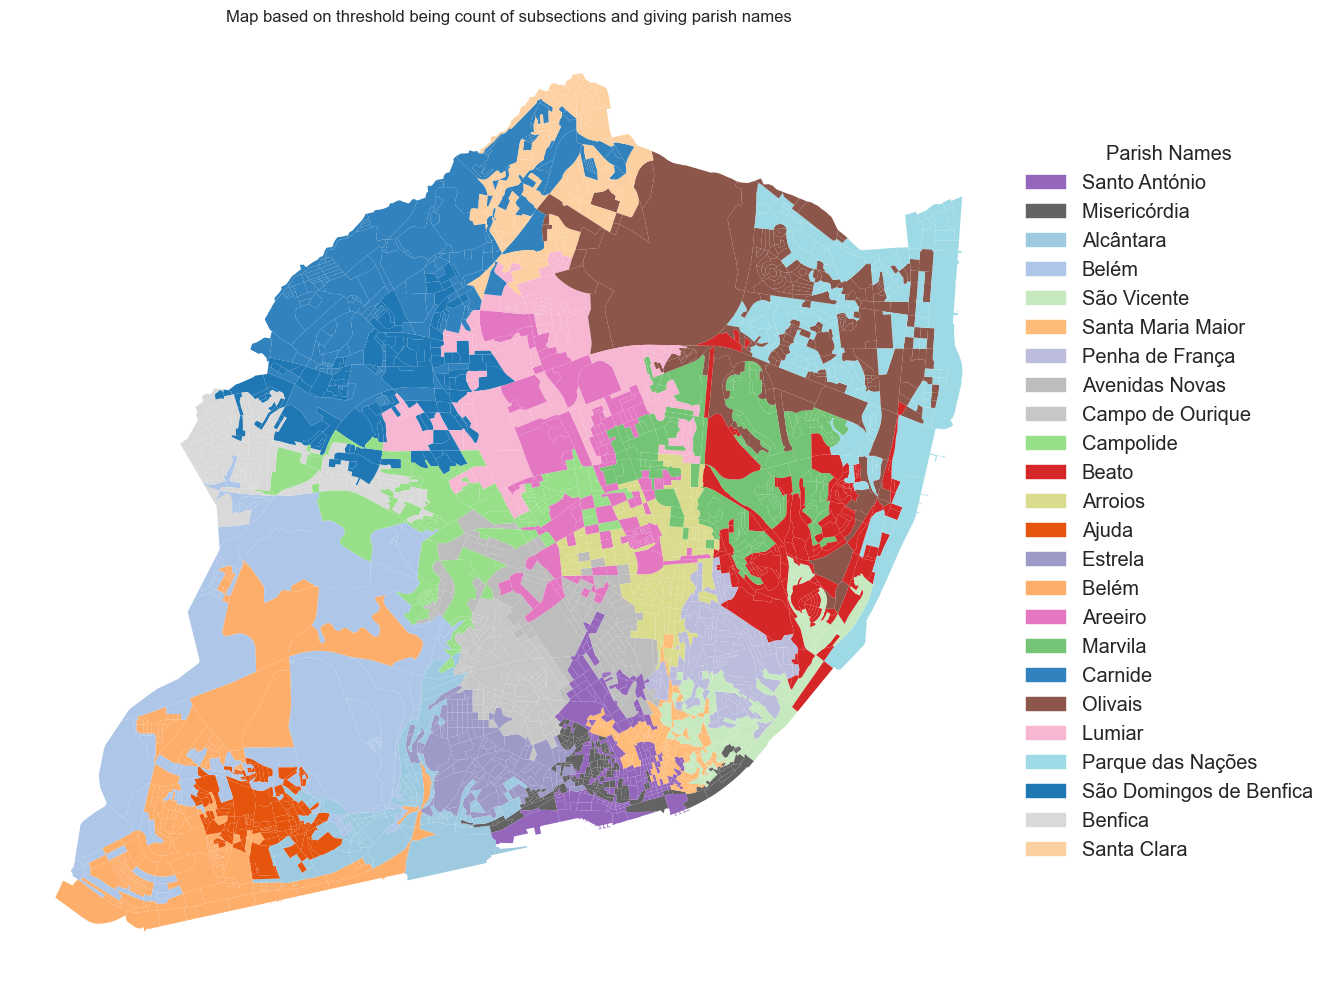 Map based on threshold being count of subsections and giving parish names
Parish Names
Santo António
Misericórdia
Alcântara
Belém
São Vicente
Santa Maria Maior
Penha de França
Avenidas Novas
Campo de Ourique
Campolide
Beato
Arroios
Ajuda
Estrela
Belém
Areeiro
Marvila
Carnide
Olivais
Lumiar
Parque das Nações
São Domingos de Benfica
Benfica
Santa Clara